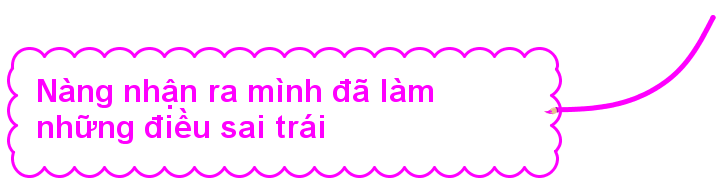 Nàng nhận ra mình đã làm
những điều sai trái